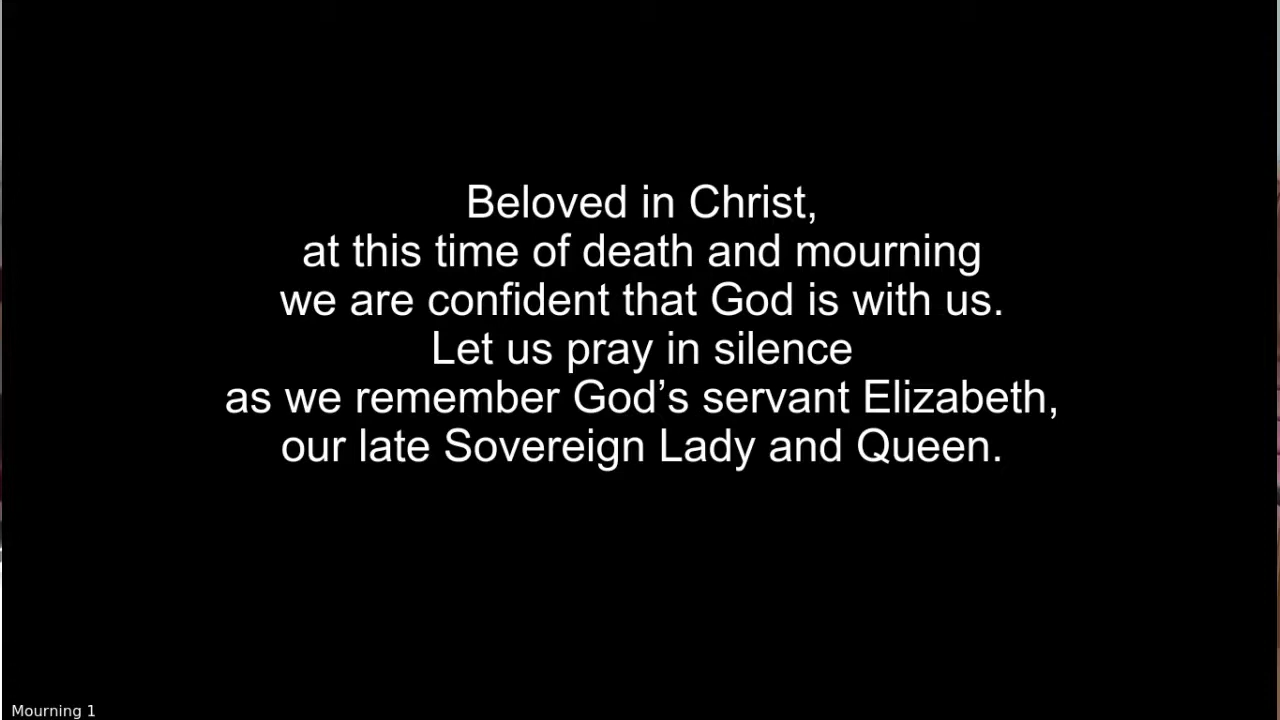 Beloved in Christ,
at this time of death and mourning
we are confident that God is with us.
Let us pray in silence
as we remember God’s servant Elizabeth,
our late Sovereign Lady and Queen.
Mourning 1